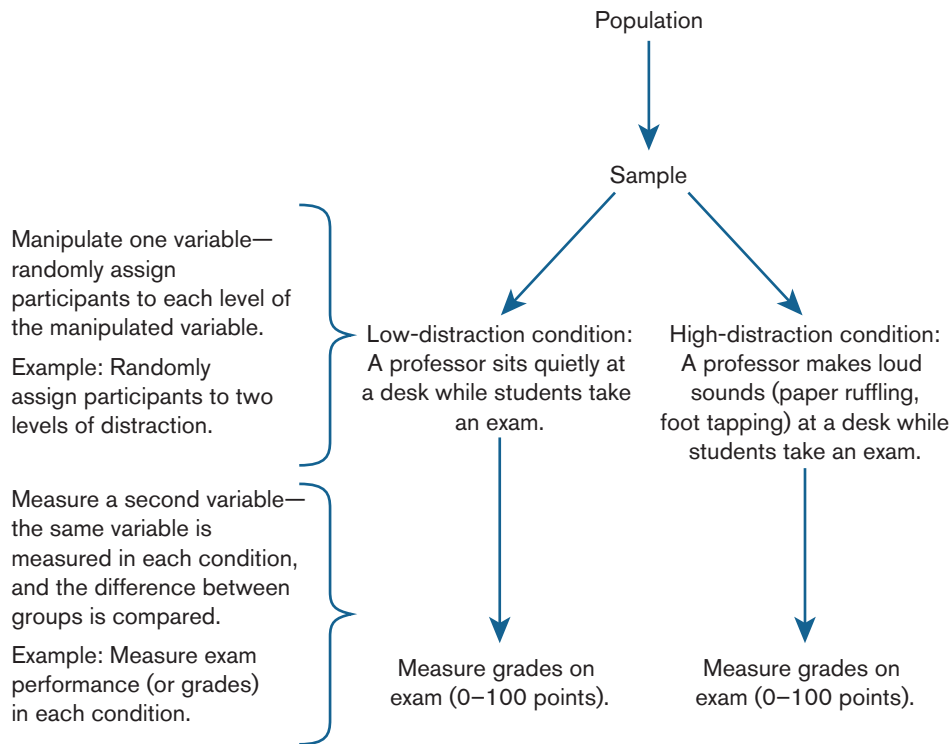 Population
Sample
Manipulate one variable—
randomly assign
participants to each level of
the manipulated variable.
Example: Randomly
assign participants to two
levels of distraction.
Low-distraction condition:
A professor sits quietly at
a desk while students take
an exam.
High-distraction condition:
A professor makes loud
sounds (paper ruffling,
foot tapping) at a desk while
students take an exam.
Measure a second variable—
the same variable is
measured in each condition,
and the difference between
groups is compared.
Example: Measure exam
performance (or grades)
in each condition.
Measure grades on
exam (0–100 points).
Measure grades on
exam (0–100 points).